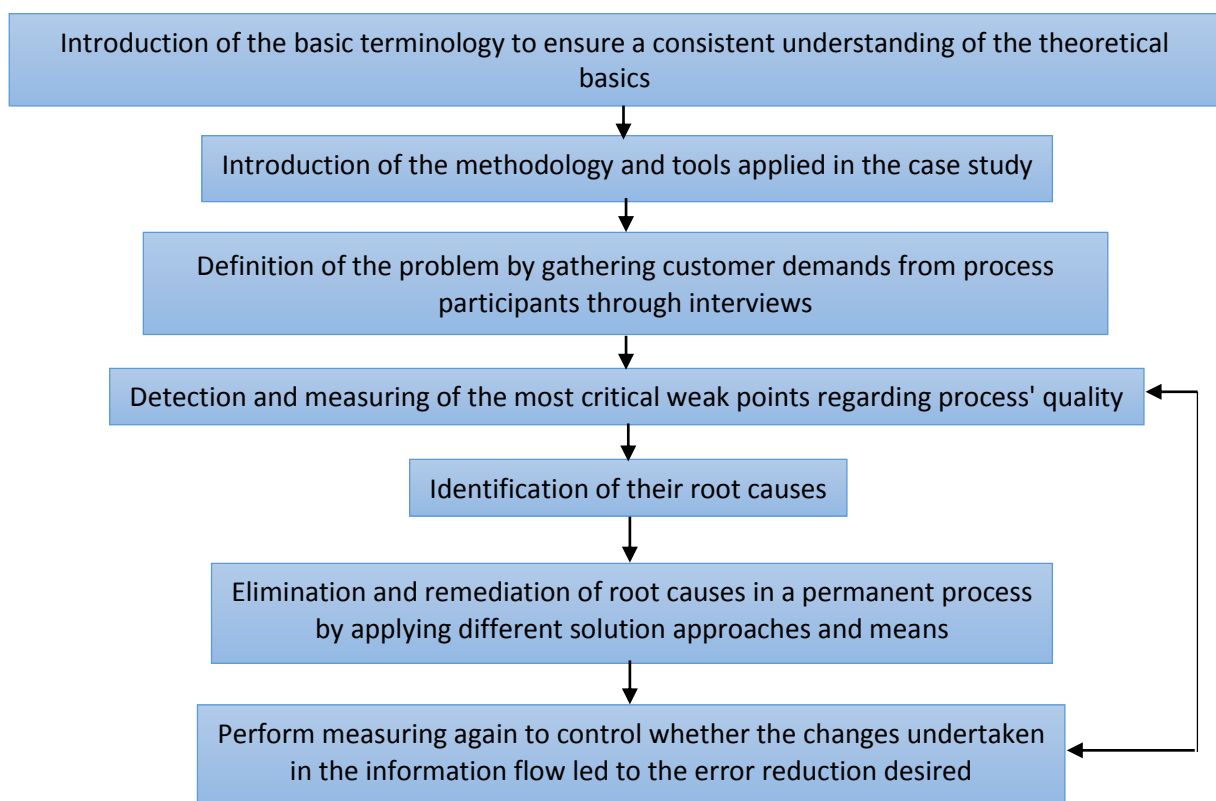 Introduction of the basic terminology to ensure a consistent understanding of the theoretical
basics
Introduction of the methodology and tools applied in the case study
Definition of the problem by gathering customer demands from process
participants through interviews
Detection and measuring of the most critical weak points regarding process' quality
Identification of their root causes
Elimination and remediation of root causes in a permanent process
by applying different solution approaches and means
Perform measuring again to control whether the changes undertaken
in the information flow led to the error reduction desired